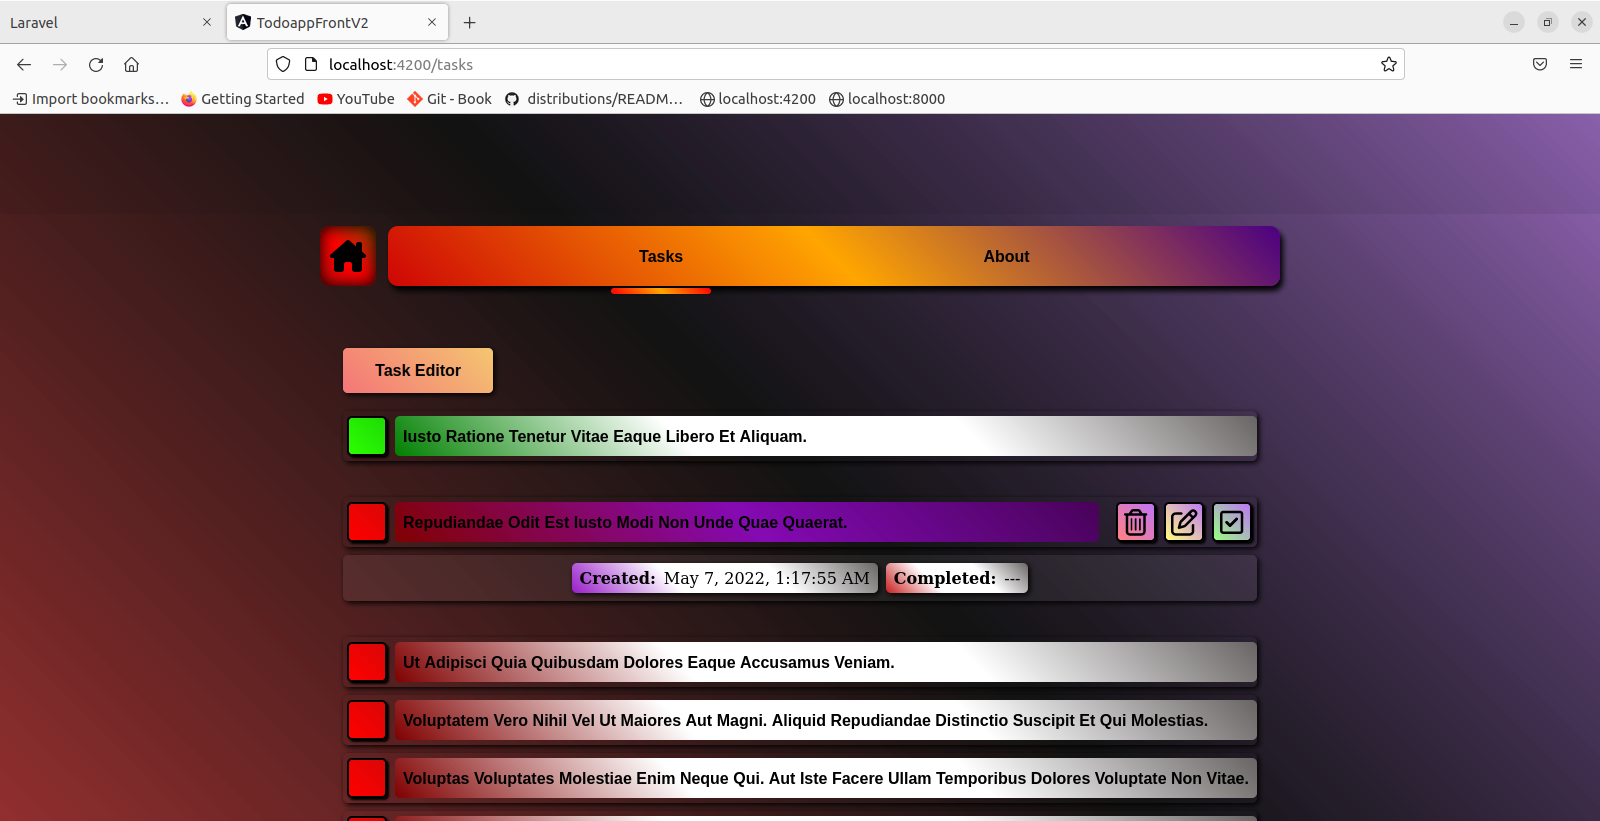 Laravel
TodoappFrontV2
localhost:4200/tasks
Import bookmarks…
Getting Started
YouTube
Git - Book
distributions/READM…
localhost:4200
localhost:8000
Tasks
About
Task Editor
Iusto Ratione Tenetur Vitae Eaque Libero Et Aliquam.
Repudiandae Odit Est Iusto Modi Non Unde Quae Quaerat.
Created: May 7, 2022, 1:17:55 AM
Completed: ---
Ut Adipisci Quia Quibusdam Dolores Eaque Accusamus Veniam.
Voluptatem Vero Nihil Vel Ut Maiores Aut Magni. Aliquid Repudiandae Distinctio Suscipit Et Qui Molestias.
Voluptas Voluptates Molestiae Enim Neque Qui. Aut Iste Facere Ullam Temporibus Dolores Voluptate Non Vitae.